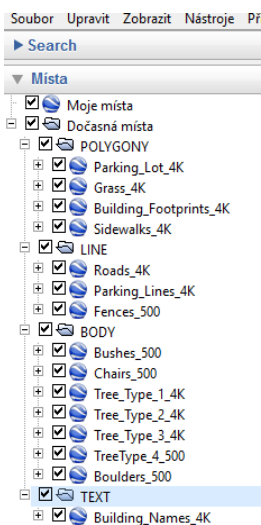 Soubor Upravit Zobrazit Nástroje Př
Search
Místa
Moje místa
Dočasná místa
POLYGONY
Parking_Lot_4K
Grass_4K
Building_Footprints_4K
Sidewalks_4K
LINE
Roads_4K
Parking_Lines_4K
Fences_500
BODY
Bushes_500
Chairs_500
Tree_Type_1_4K
Tree_Type_2_4K
Tree_Type_3_4K
TreeType_4_500
Boulders_500
TEXT
Building_Names_4K